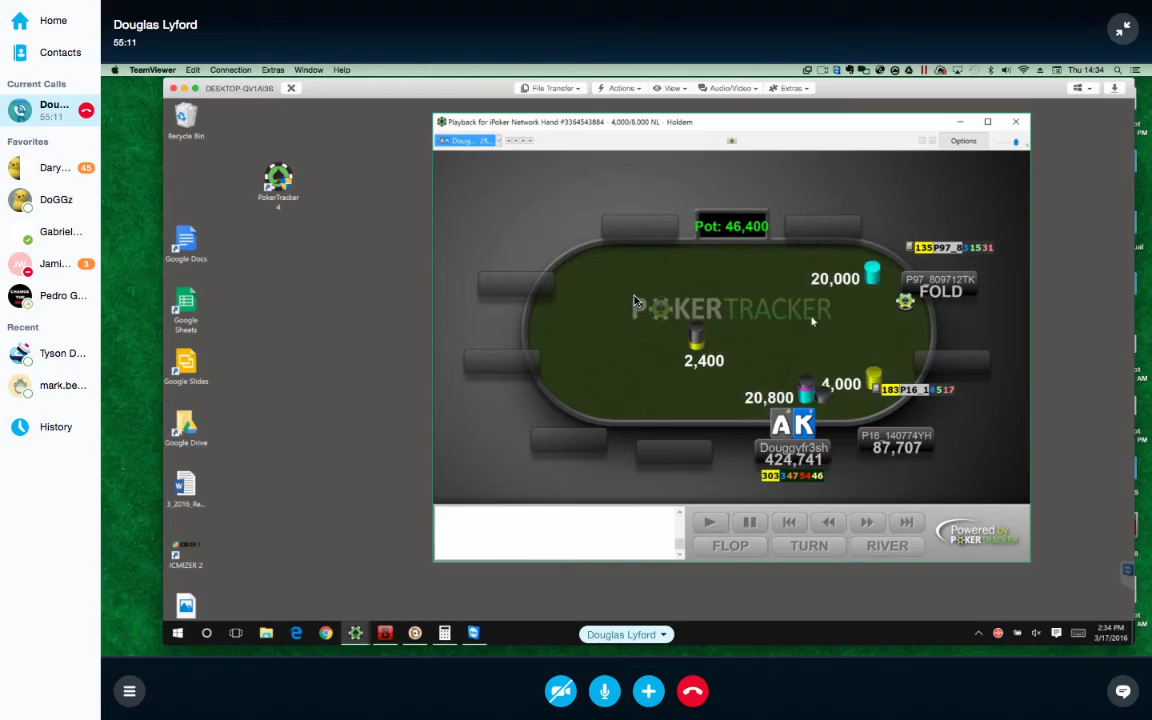 Home
Contacts
Current Calls
Dou...
55:11
Favorites
Dary...
45
DoGGz
Gabriel...
Jami...
3
Pedro G...
Recent
Tyson D...
mark.be...
History
Douglas Lyford
55:11
TeamViewer Edit Connection Extras Window Help
Thu 14:34
DESKTOP-QV1AI3S
File Transfer
Actions
View
Audio/Video
Extras
Recycle Bin
PokerTracker 4
Google Docs
Google Sheets
Google Slides
Google Drive
3_2016_Re...
ICMIZER 2
Playback for iPoker Network Hand #3364543884 - 4,000/8,000 NL - Holdem
Options
Pot: 46,400
POKERTRACKER
20,000
P97_809712TK
FOLD
2,400
20,800
4,000
A K
Douggyfr3sh
424,741
P16_140774YH
87,707
FLOP
TURN
RIVER
Powered by
POKERTRACKER
Douglas Lyford
2:34 PM
3/17/2016